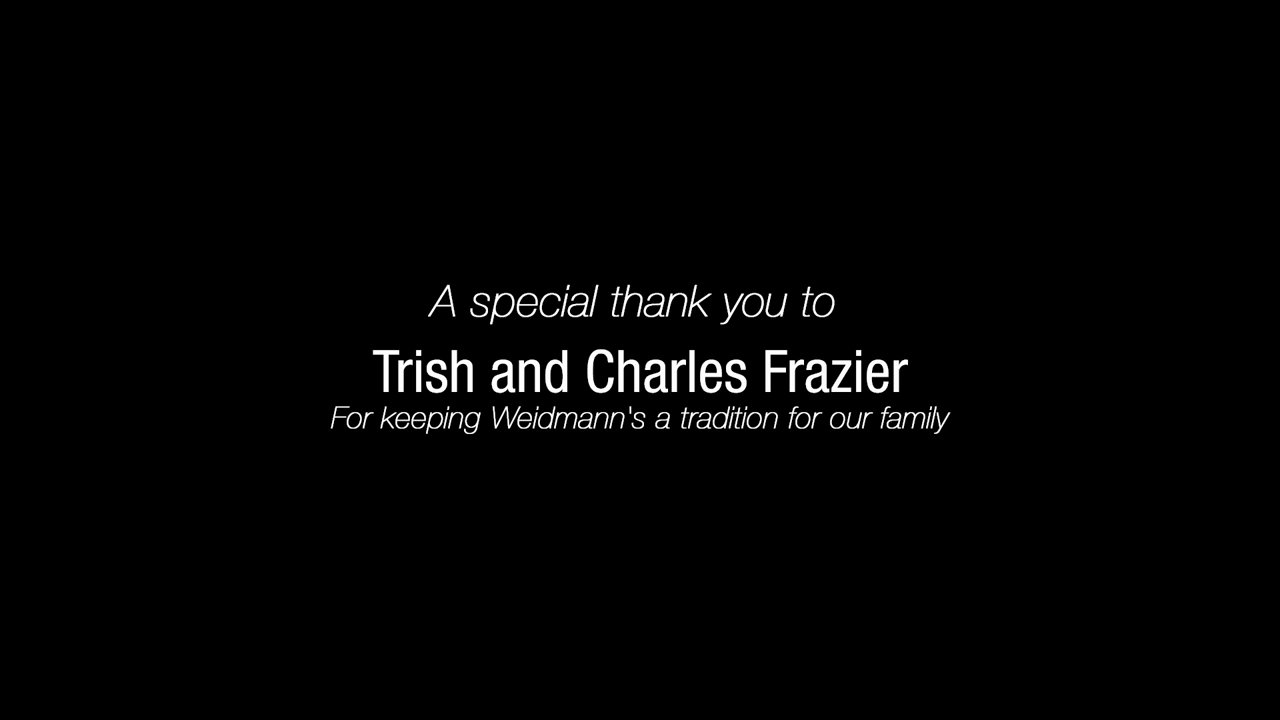 A special thank you to
Trish and Charles Frazier
For keeping Weidmann's a tradition for our family